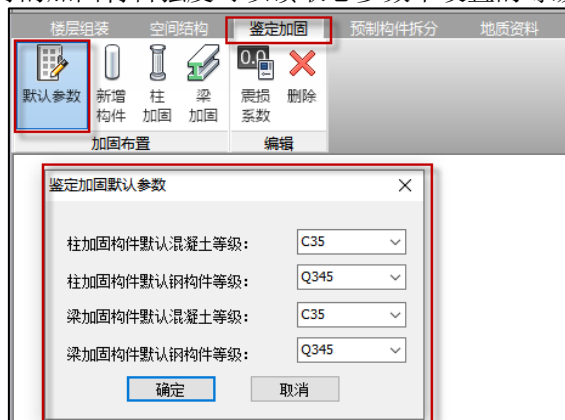 楼层组装 空间结构 鉴定加固 预制构件拆分 地质资料
默认参数 新增构件 柱加固 梁加固 震损系数 删除
加固布置 编辑
鉴定加固默认参数
柱加固构件默认混凝土等级： C35
柱加固构件默认钢构件等级： Q345
梁加固构件默认混凝土等级： C35
梁加固构件默认钢构件等级： Q345
确定 取消